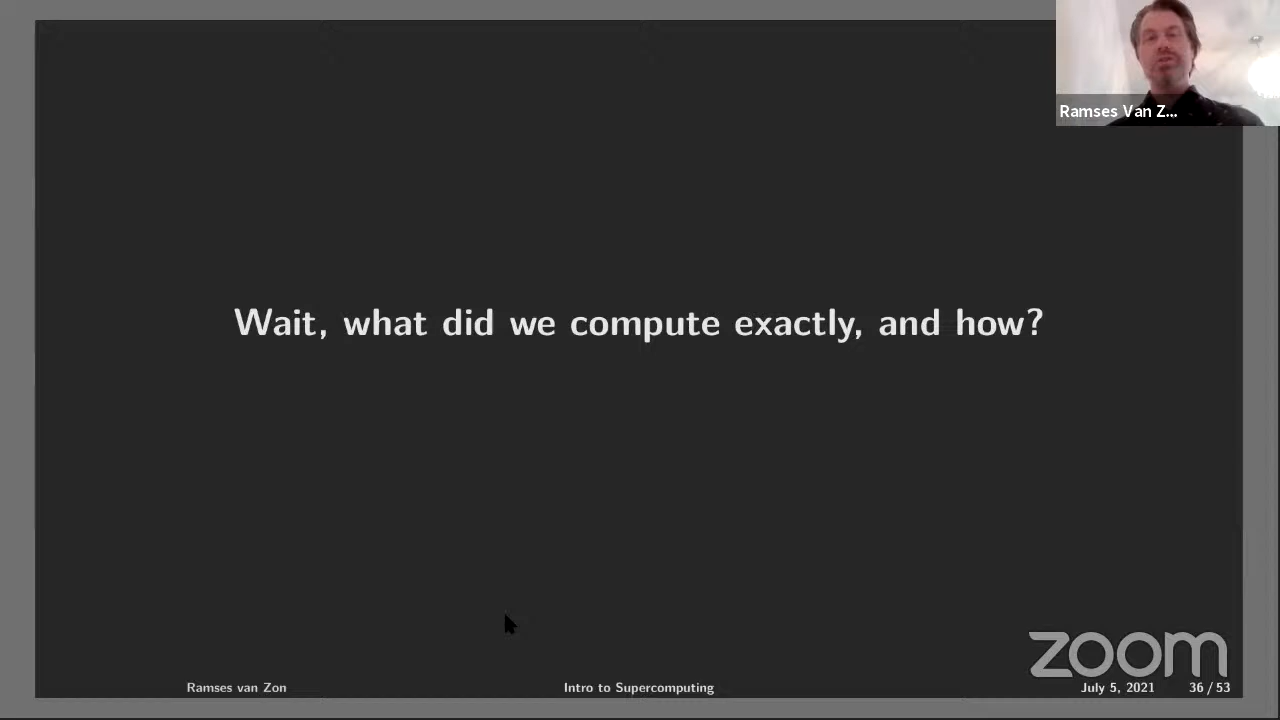 Ramses Van Z...
Wait, what did we compute exactly, and how?
zoom
Ramses van Zon Intro to Supercomputing July 5, 2021 36 / 53